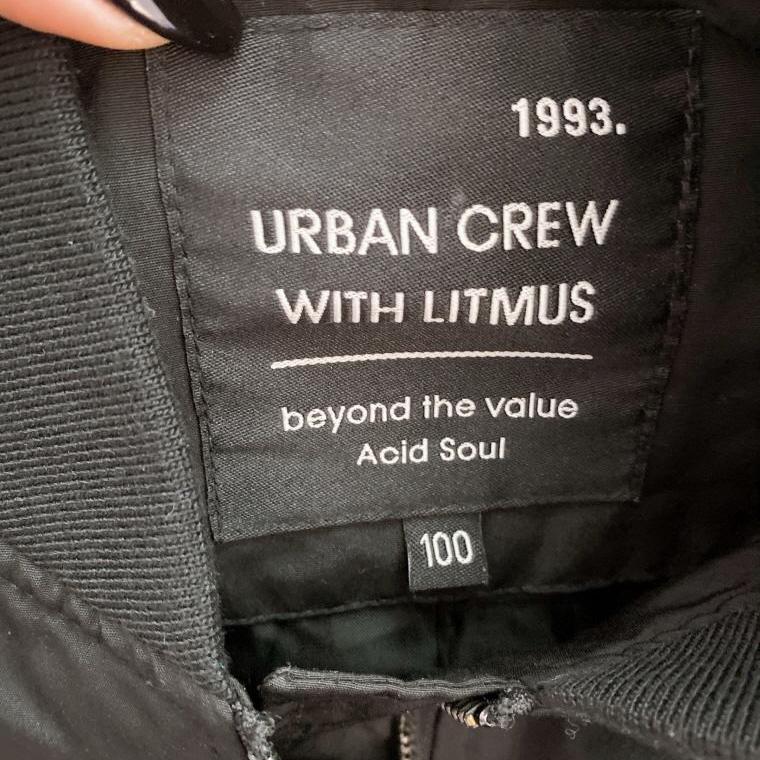 1993.
URBAN CREW
WITH LITMUS
beyond the value
Acid Soul
100